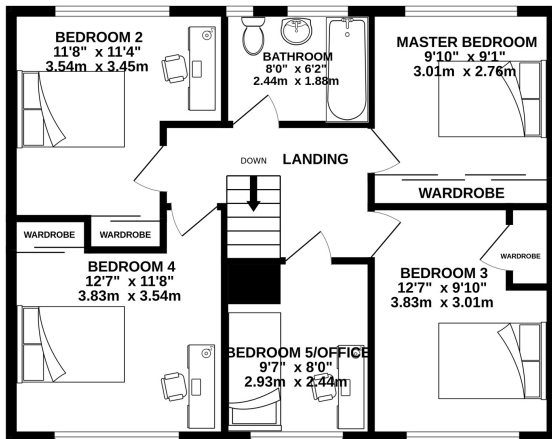 BEDROOM 2
11'8" x 11'4"
3.54m x 3.45m
BATHROOM
8'0" x 6'2"
2.44m x 1.88m
MASTER BEDROOM
9'10" x 9'1"
3.01m x 2.76m
DOWN
LANDING
WARDROBE
WARDROBE
WARDROBE
WARDROBE
BEDROOM 4
12'7" x 11'8"
3.83m x 3.54m
BEDROOM 3
12'7" x 9'10"
3.83m x 3.01m
BEDROOM 5/OFFICE
9'7" x 8'0"
2.93m x 2.44m